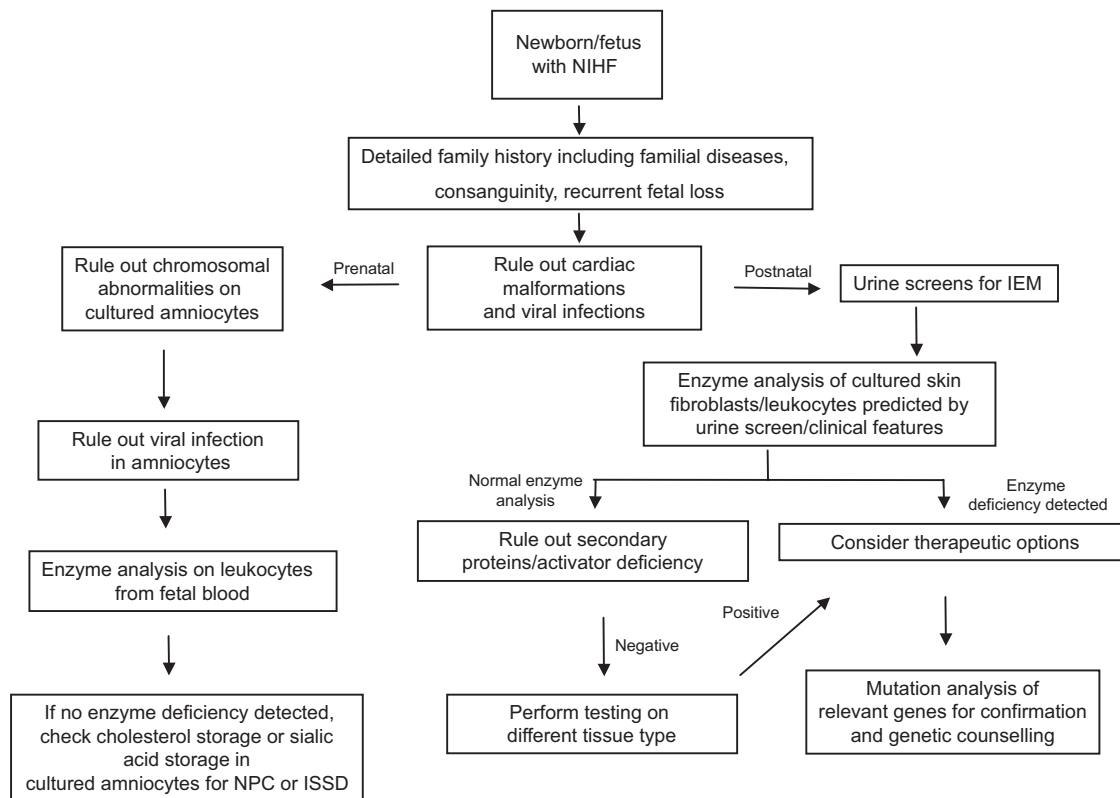 Newborn/fetus
with NIHF
Detailed family history including familial diseases,
consanguinity, recurrent fetal loss
Rule out chromosomal
abnormalities on
cultured amniocytes
Prenatal
Rule out cardiac
malformations
and viral infections
Postnatal
Urine screens for IEM
Enzyme analysis of cultured skin
fibroblasts/leukocytes predicted by
urine screen/clinical features
Rule out viral infection
in amniocytes
Normal enzyme
analysis
Enzyme
deficiency detected
Rule out secondary
proteins/activator deficiency
Consider therapeutic options
Enzyme analysis on leukocytes
from fetal blood
Negative
Positive
If no enzyme deficiency detected,
check cholesterol storage or sialic
acid storage in
cultured amniocytes for NPC or ISSD
Perform testing on
different tissue type
Mutation analysis of
relevant genes for confirmation
and genetic counselling